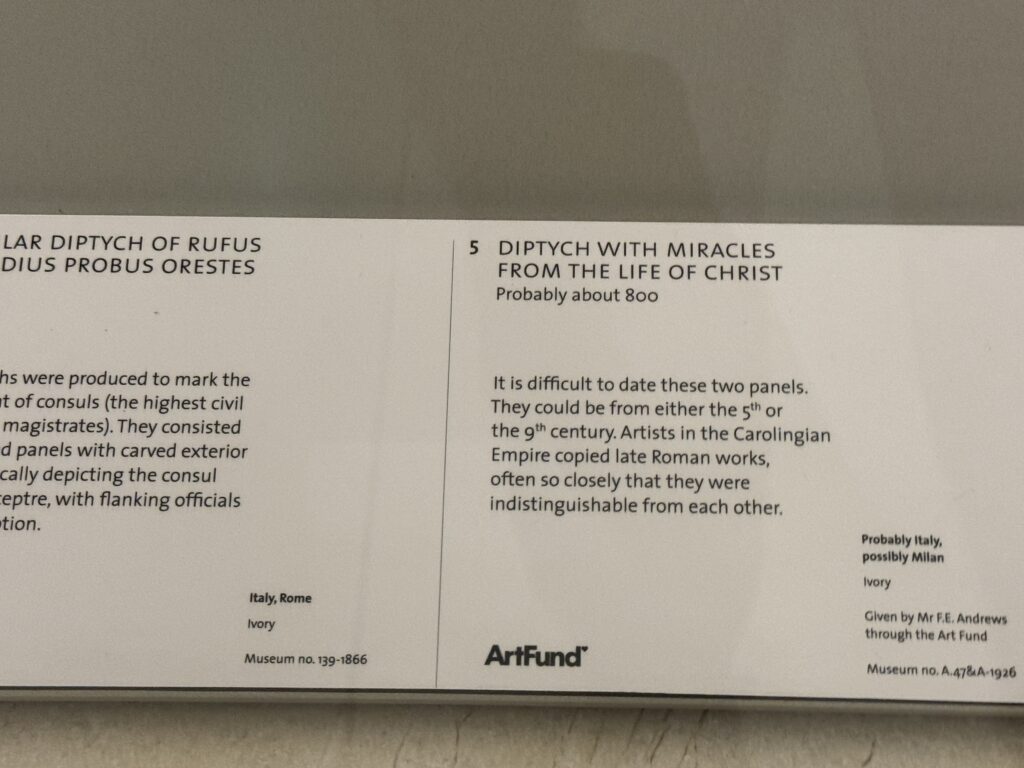 LAR DIPTYCH OF RUFUS
DIUS PROBUS ORESTES
hs were produced to mark the
t of consuls (the highest civil
magistrates). They consisted
d panels with carved exterior
cally depicting the consul
eptre, with flanking officials
tion.
Italy, Rome
Ivory
Museum no. 139-1866
5 DIPTYCH WITH MIRACLES
FROM THE LIFE OF CHRIST
Probably about 800
It is difficult to date these two panels.
They could be from either the 5th or
the 9th century. Artists in the Carolingian
Empire copied late Roman works,
often so closely that they were
indistinguishable from each other.
Probably Italy,
possibly Milan
Ivory
Given by Mr F.E. Andrews
through the Art Fund
Museum no. A.47&A-1926
ArtFund